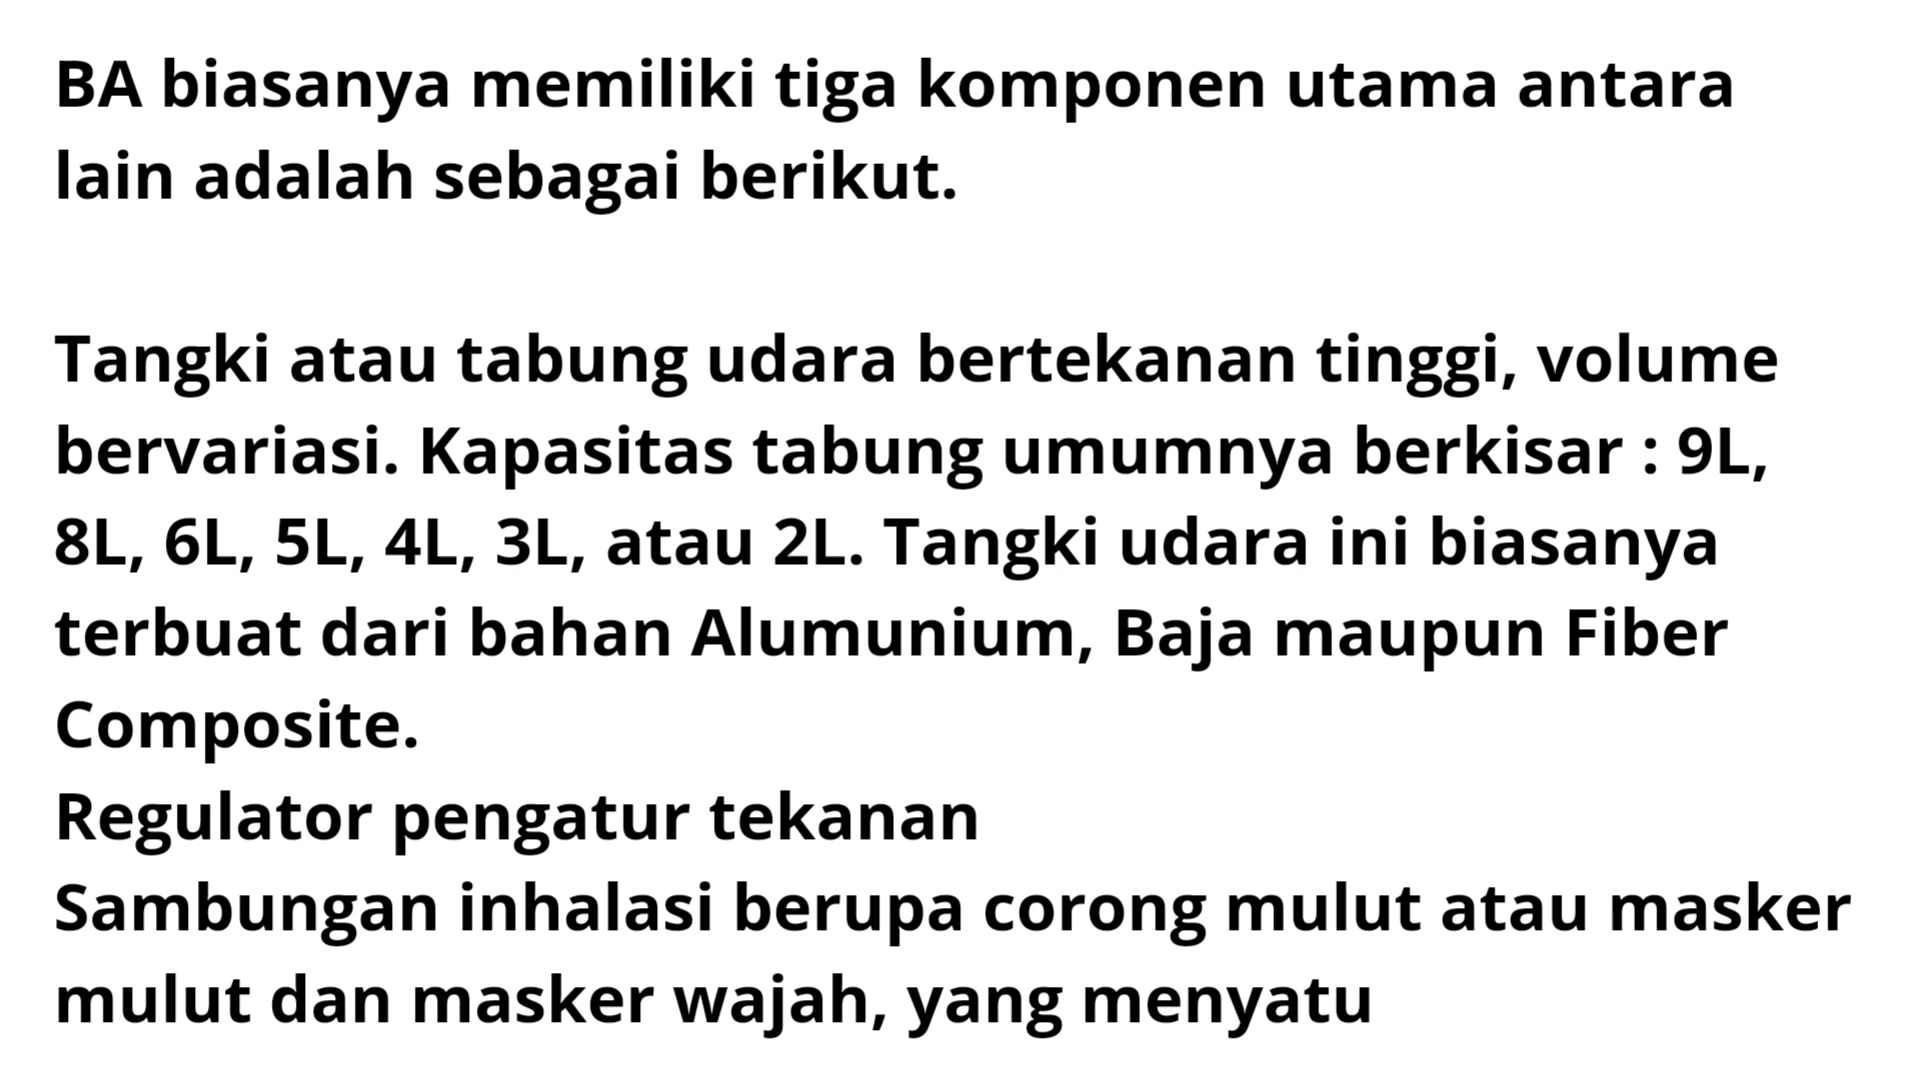 BA biasanya memiliki tiga komponen utama antara
lain adalah sebagai berikut.
Tangki atau tabung udara bertekanan tinggi, volume
bervariasi. Kapasitas tabung umumnya berkisar : 9L,
8L, 6L, 5L, 4L, 3L, atau 2L. Tangki udara ini biasanya
terbuat dari bahan Alumunium, Baja maupun Fiber
Composite.
Regulator pengatur tekanan
Sambungan inhalasi berupa corong mulut atau masker
mulut dan masker wajah, yang menyatu